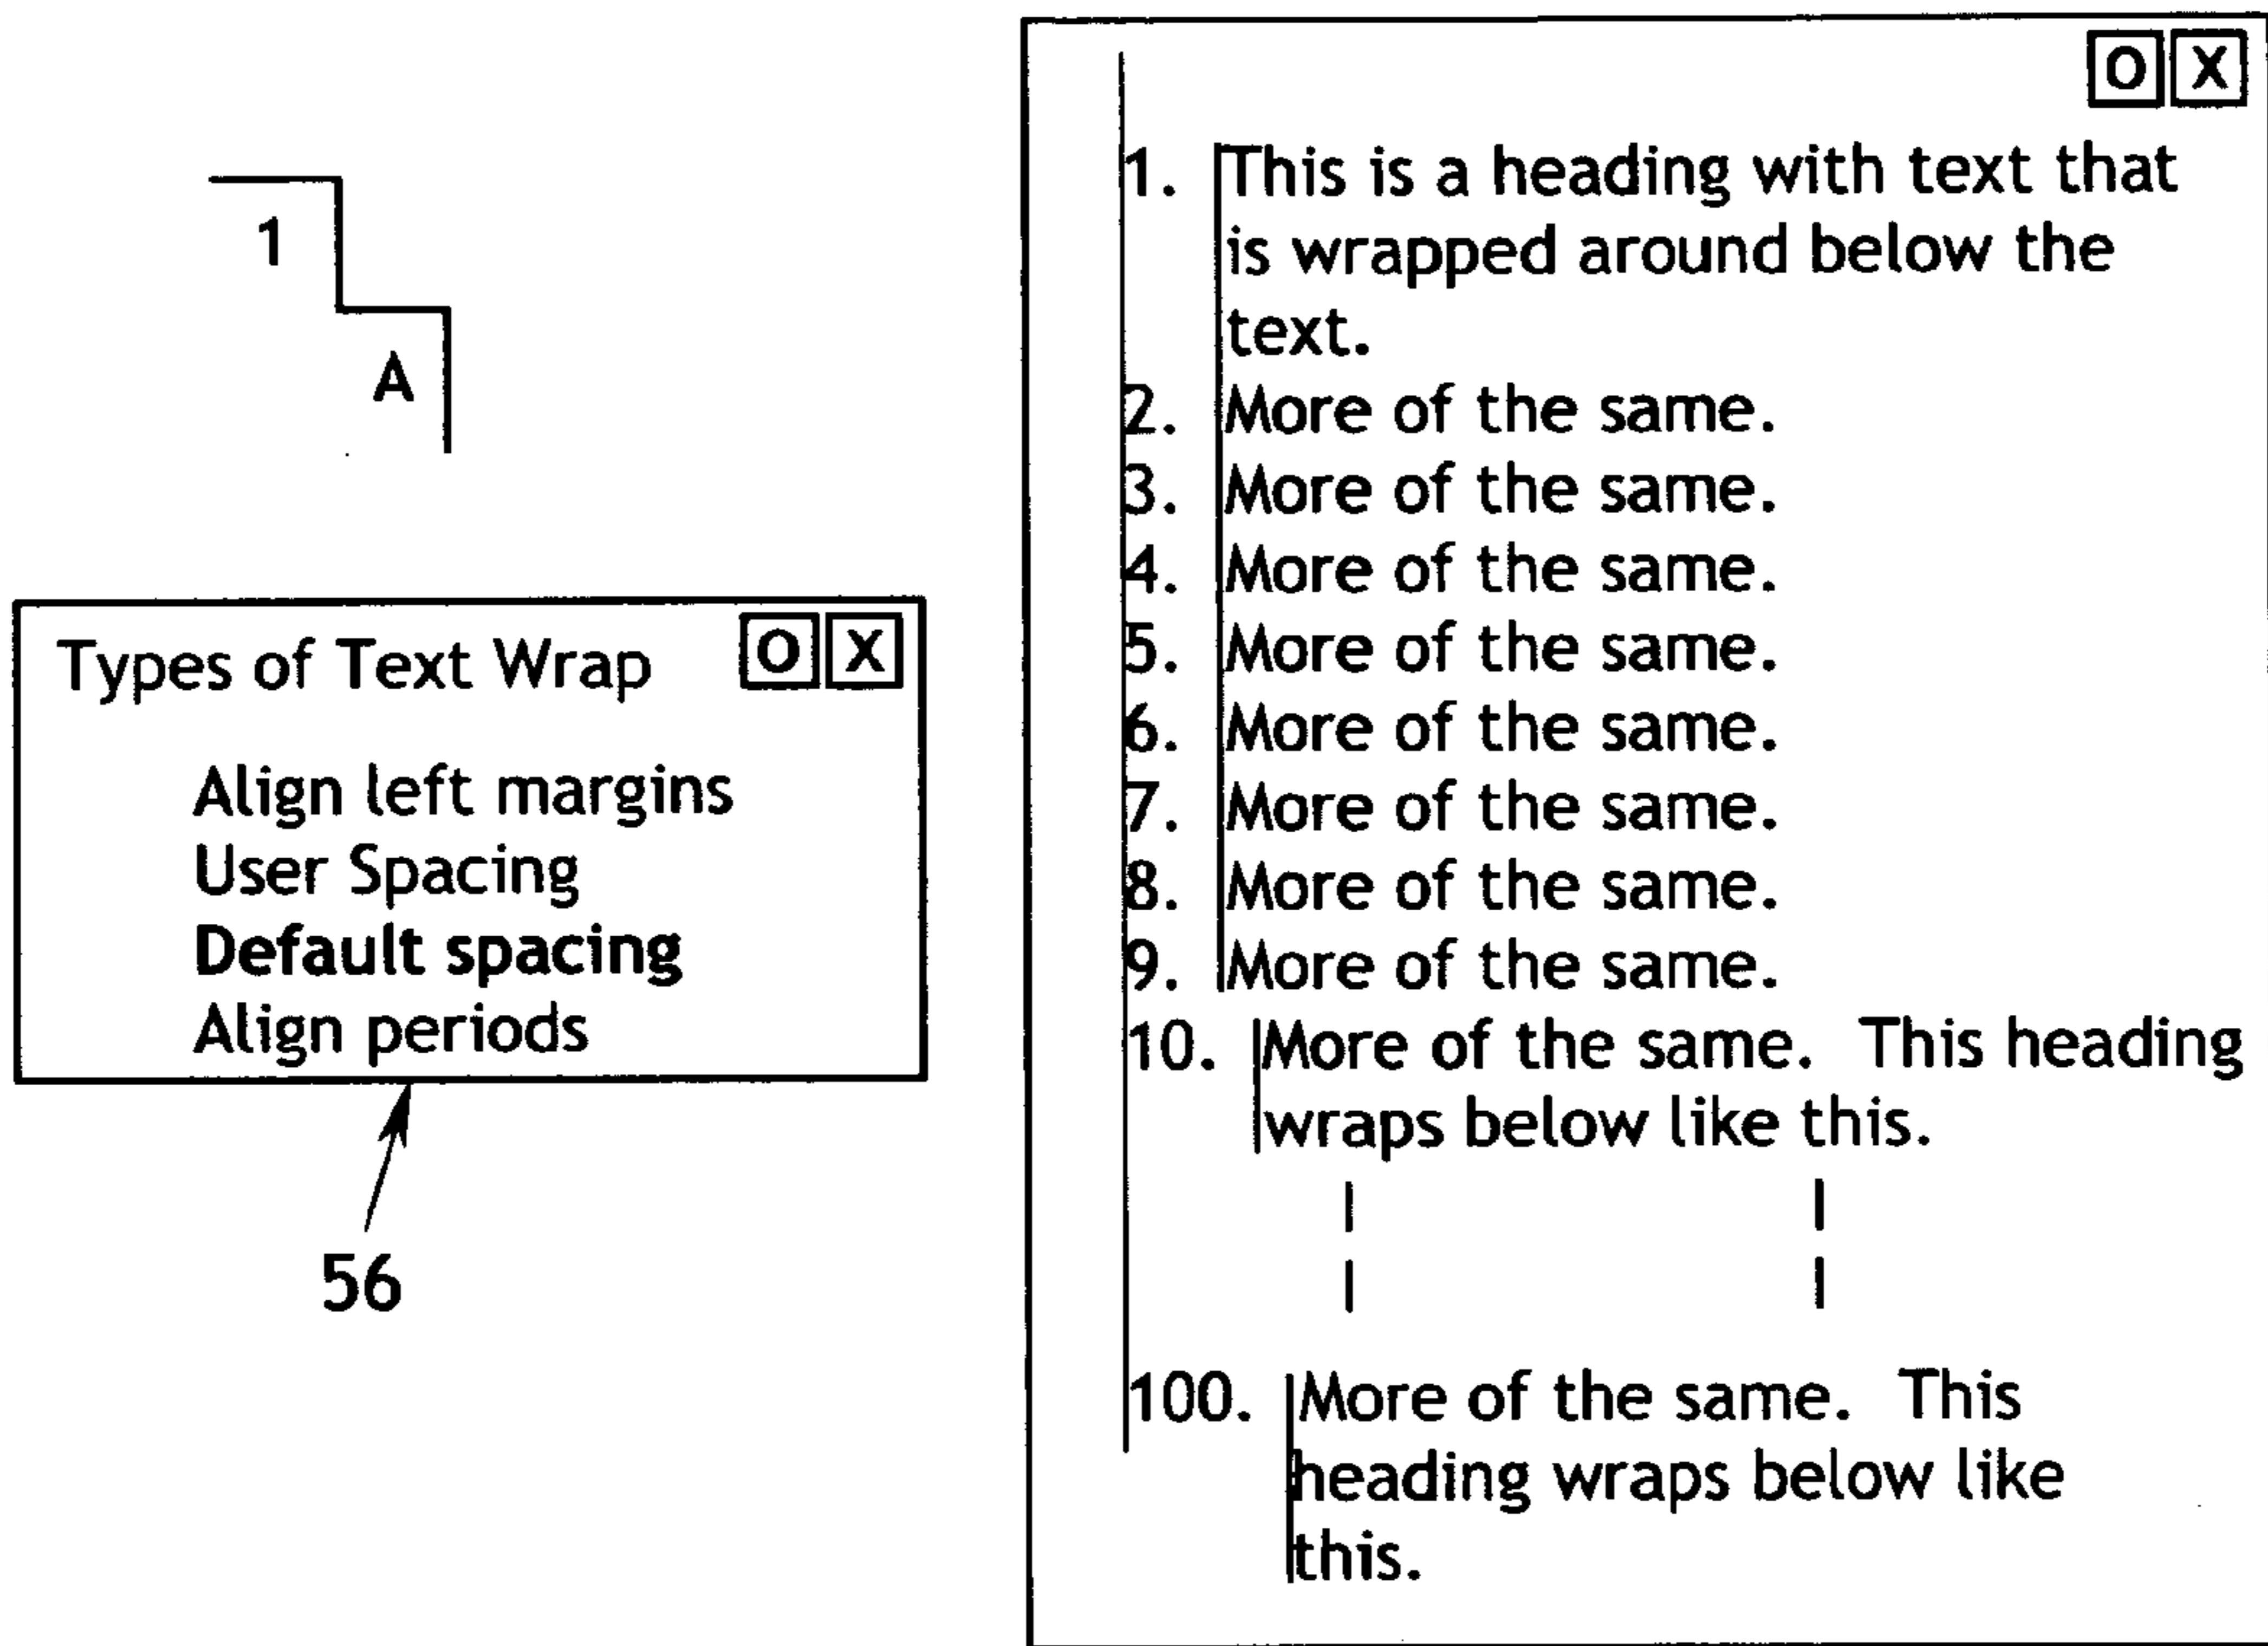 1
A
Types of Text Wrap O X
Align left margins
User Spacing
Default spacing
Align periods
56
O X
1. This is a heading with text that
is wrapped around below the
text.
2. More of the same.
3. More of the same.
4. More of the same.
5. More of the same.
6. More of the same.
7. More of the same.
8. More of the same.
9. More of the same.
10. More of the same. This heading
wraps below like this.
100. More of the same. This
heading wraps below like
this.